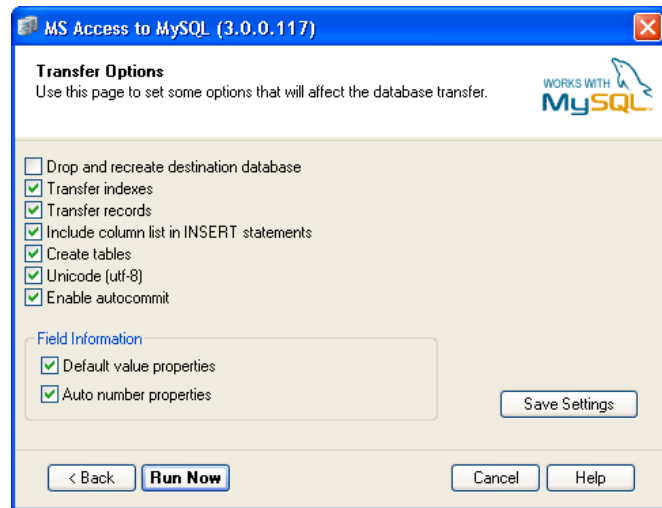 MS Access to MySQL (3.0.0.117)
Transfer Options
Use this page to set some options that will affect the database transfer.
WORKS WITH
MySQL
Drop and recreate destination database
Transfer indexes
Transfer records
Include column list in INSERT statements
Create tables
Unicode (utf-8)
Enable autocommit
Field Information
Default value properties
Auto number properties
Save Settings
< Back
Run Now
Cancel
Help